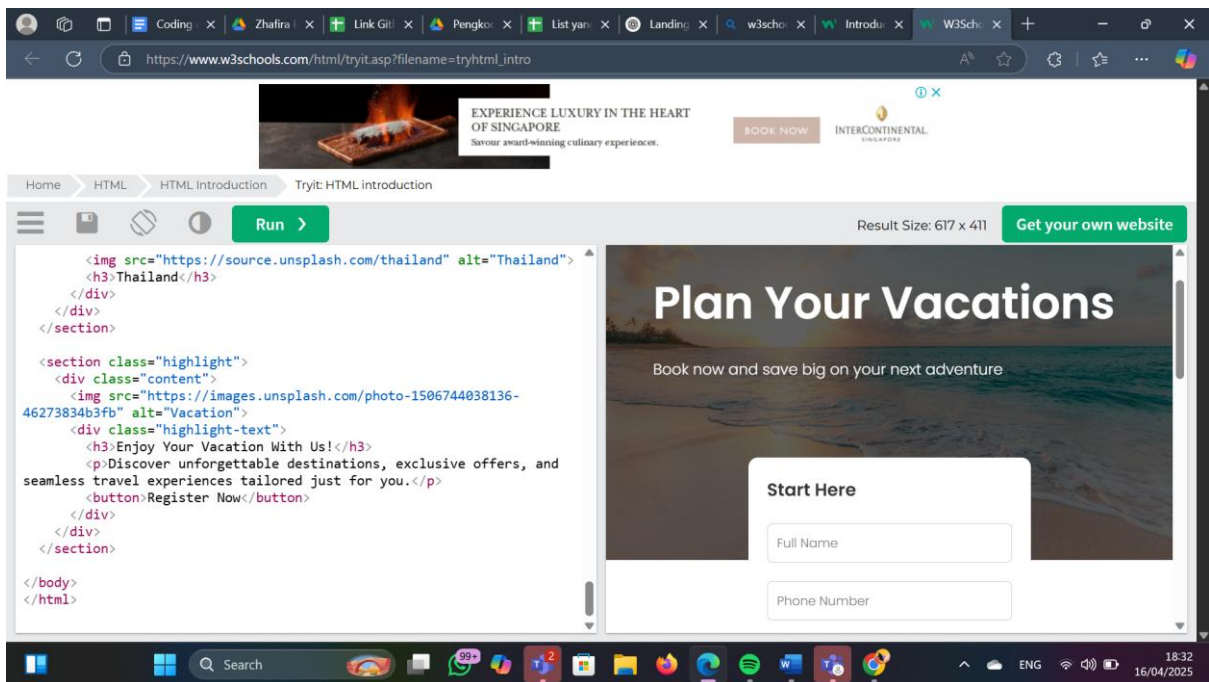 Coding
Zhafira
Link Git
Pengko
List yan
Landing
w3scho
Introdu
W3Scho
https://www.w3schools.com/html/tryit.asp?filename=tryhtml_intro
EXPERIENCE LUXURY IN THE HEART
OF SINGAPORE
Savour award-winning culinary experiences.
BOOK NOW
INTERCONTINENTAL.
SINGAPORE
Home
HTML
HTML Introduction
Tryit: HTML introduction
Run ❯
Result Size: 617 x 411
Get your own website
<img src="https://source.unsplash.com/thailand" alt="Thailand">
<h3>Thailand</h3>
</div>
</div>
</section>
<section class="highlight">
<div class="content">
<img src="https://images.unsplash.com/photo-1506744038136-
46273834b3fb" alt="Vacation">
<div class="highlight-text">
<h3>Enjoy Your Vacation With Us!</h3>
<p>Discover unforgettable destinations, exclusive offers, and
seamless travel experiences tailored just for you.</p>
<button>Register Now</button>
</div>
</div>
</section>
</body>
</html>
Plan Your Vacations
Book now and save big on your next adventure
Start Here
Full Name
Phone Number
Search
99+
2
ENG
18:32
16/04/2025